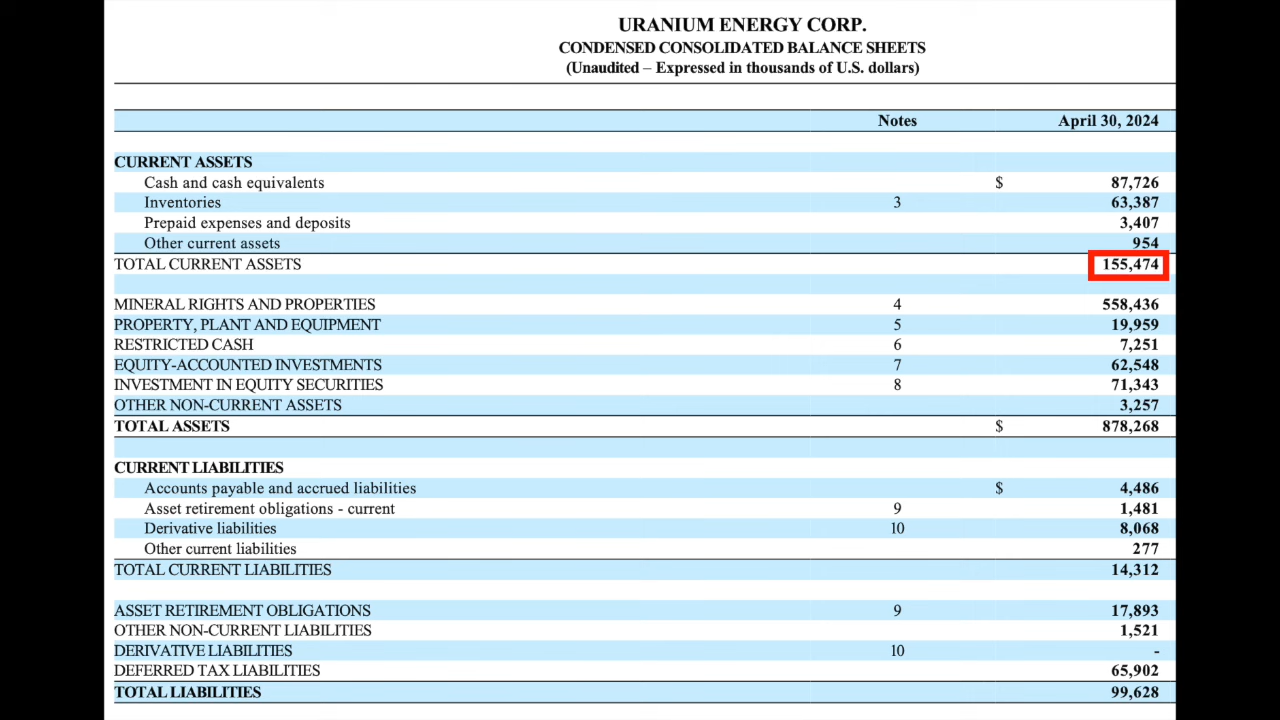 URANIUM ENERGY CORP.
CONDENSED CONSOLIDATED BALANCE SHEETS
(Unaudited – Expressed in thousands of U.S. dollars)
Notes April 30, 2024
CURRENT ASSETS
Cash and cash equivalents $ 87,726
Inventories 3 63,387
Prepaid expenses and deposits 3,407
Other current assets 954
TOTAL CURRENT ASSETS 155,474
MINERAL RIGHTS AND PROPERTIES 4 558,436
PROPERTY, PLANT AND EQUIPMENT 5 19,959
RESTRICTED CASH 6 7,251
EQUITY-ACCOUNTED INVESTMENTS 7 62,548
INVESTMENT IN EQUITY SECURITIES 8 71,343
OTHER NON-CURRENT ASSETS 3,257
TOTAL ASSETS $ 878,268
CURRENT LIABILITIES
Accounts payable and accrued liabilities $ 4,486
Asset retirement obligations - current 9 1,481
Derivative liabilities 10 8,068
Other current liabilities 277
TOTAL CURRENT LIABILITIES 14,312
ASSET RETIREMENT OBLIGATIONS 9 17,893
OTHER NON-CURRENT LIABILITIES 1,521
DERIVATIVE LIABILITIES 10 -
DEFERRED TAX LIABILITIES 65,902
TOTAL LIABILITIES 99,628